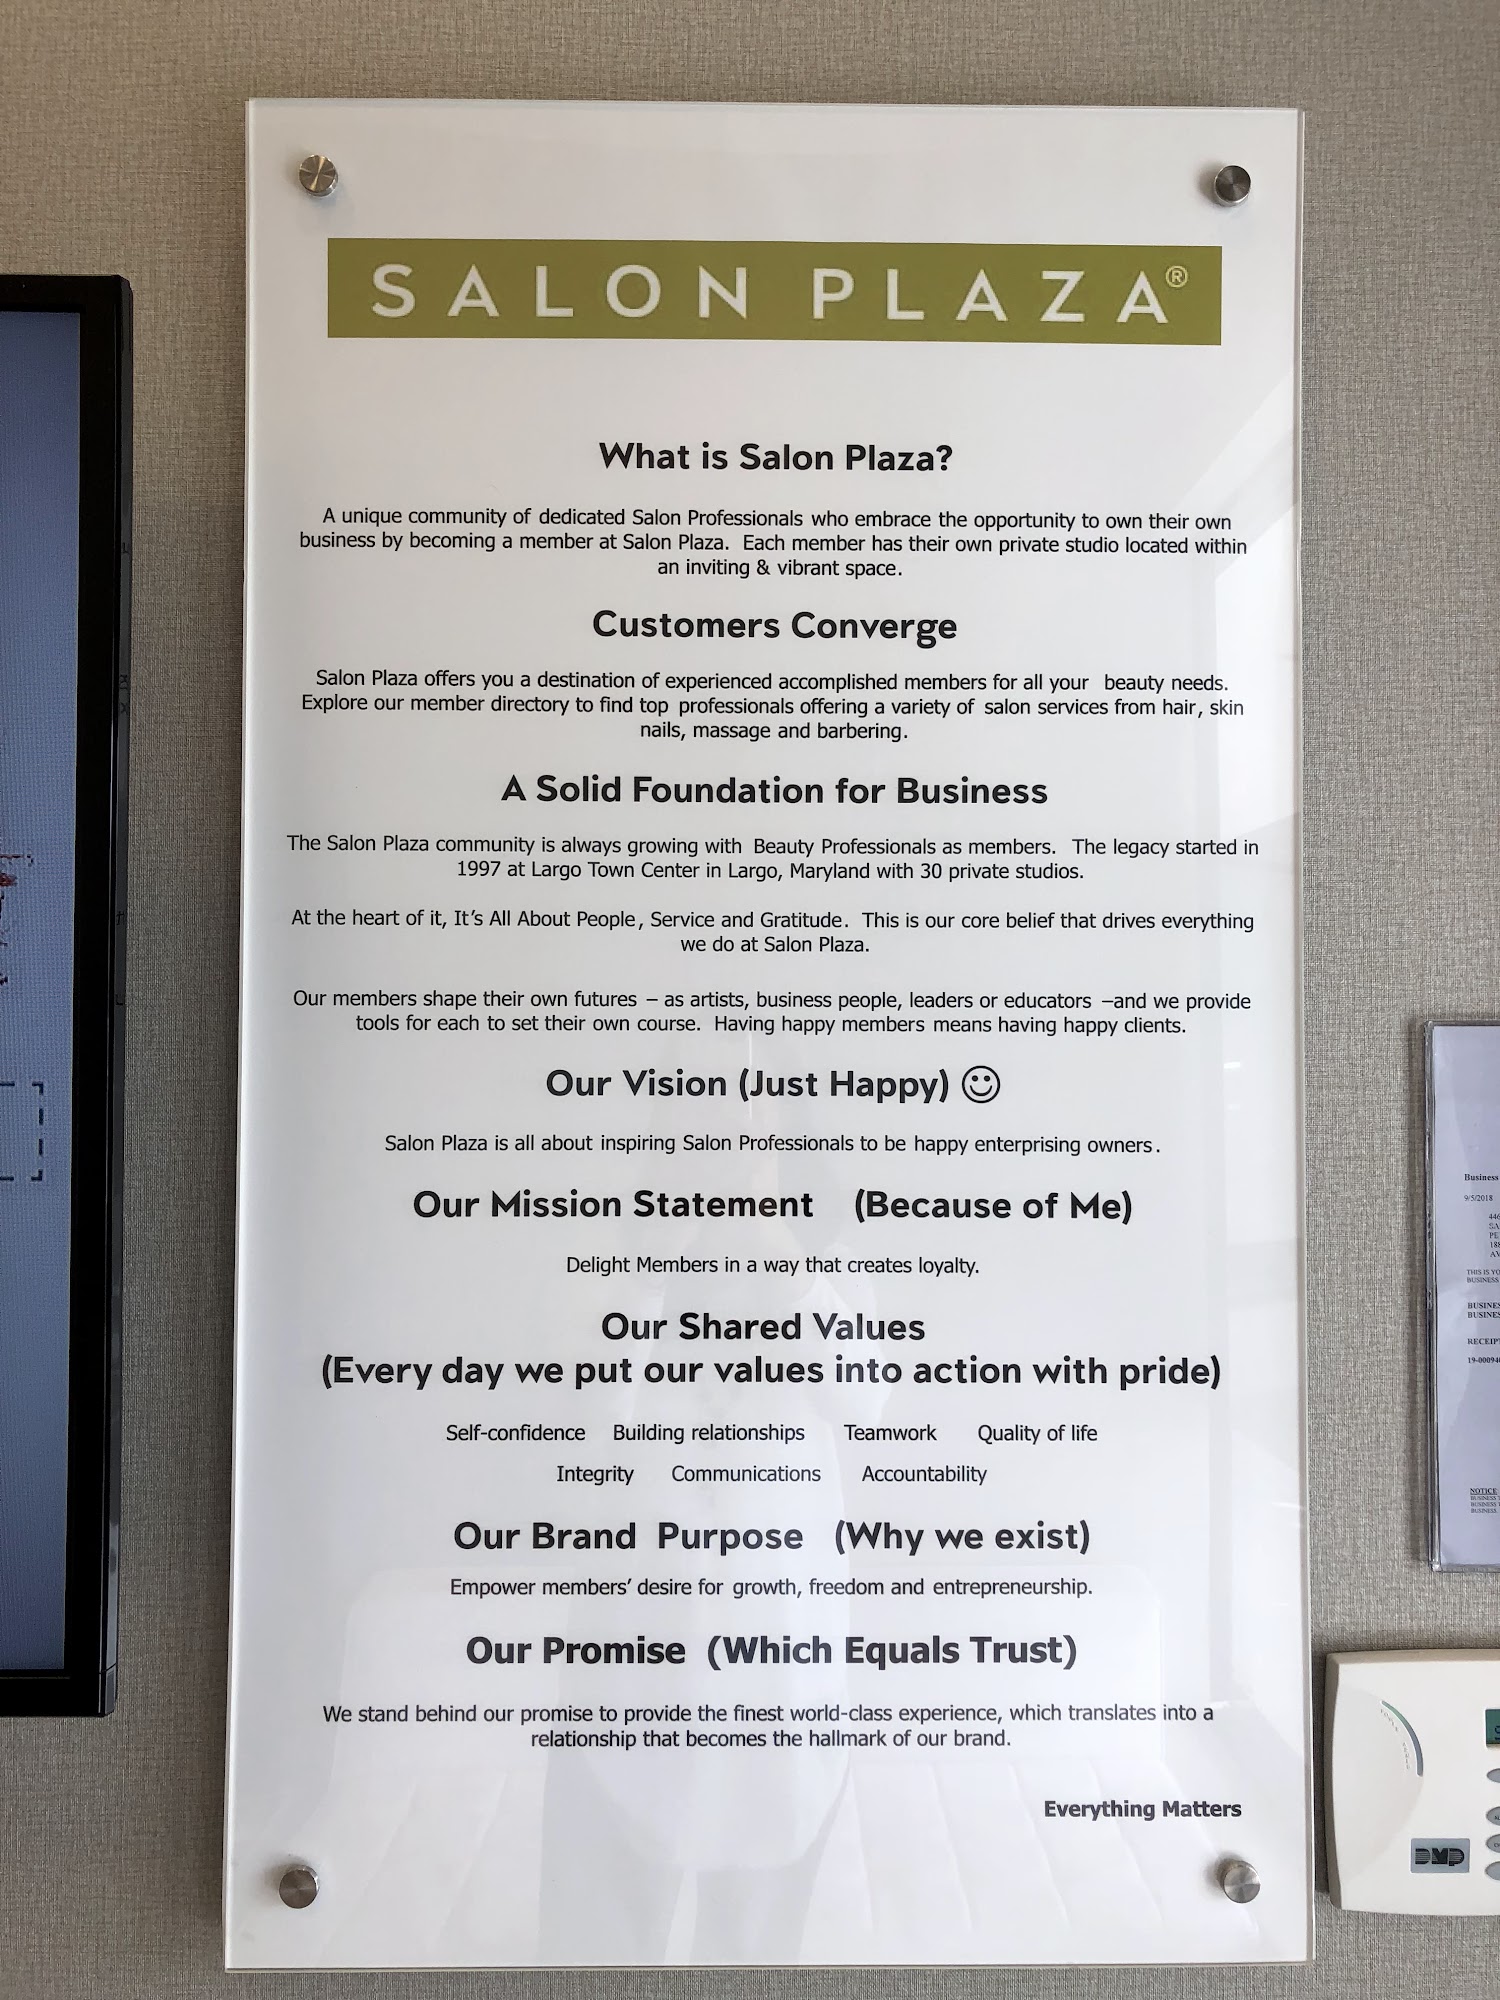 SALON PLAZA®
What is Salon Plaza?
A unique community of dedicated Salon Professionals who embrace the opportunity to own their own
business by becoming a member at Salon Plaza. Each member has their own private studio located within
an inviting & vibrant space.
Customers Converge
Salon Plaza offers you a destination of experienced accomplished members for all your beauty needs.
Explore our member directory to find top professionals offering a variety of salon services from hair, skin
nails, massage and barbering.
A Solid Foundation for Business
The Salon Plaza community is always growing with Beauty Professionals as members. The legacy started in
1997 at Largo Town Center in Largo, Maryland with 30 private studios.
At the heart of it, It's All About People, Service and Gratitude. This is our core belief that drives everything
we do at Salon Plaza.
Our members shape their own futures – as artists, business people, leaders or educators –and we provide
tools for each to set their own course. Having happy members means having happy clients.
Our Vision (Just Happy) ☺
Salon Plaza is all about inspiring Salon Professionals to be happy enterprising owners.
Our Mission Statement (Because of Me)
Delight Members in a way that creates loyalty.
Our Shared Values
(Every day we put our values into action with pride)
Self-confidence Building relationships Teamwork Quality of life
Integrity Communications Accountability
Our Brand Purpose (Why we exist)
Empower members' desire for growth, freedom and entrepreneurship.
Our Promise (Which Equals Trust)
We stand behind our promise to provide the finest world-class experience, which translates into a
relationship that becomes the hallmark of our brand.
Everything Matters
Business
9/5/2018
THIS IS
BUSINESS
NOTICE
DMP